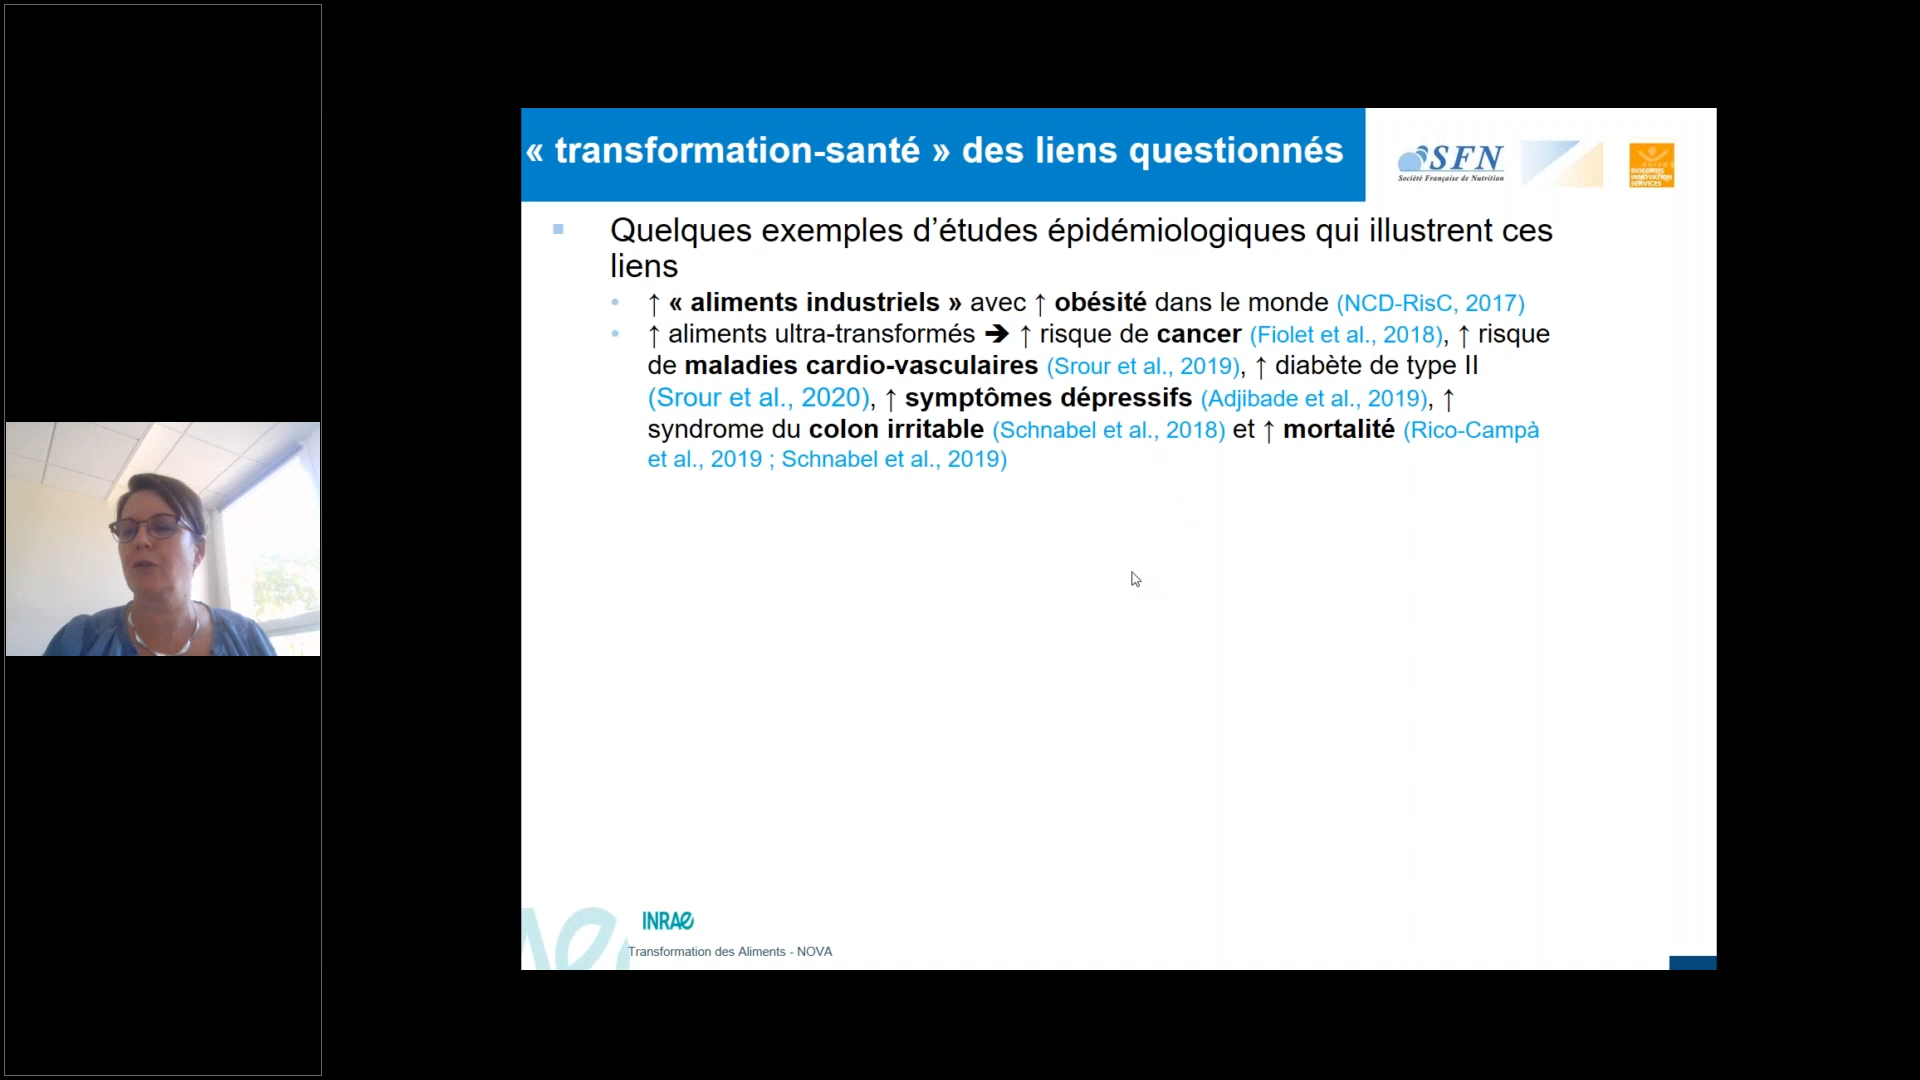 « transformation-santé » des liens questionnés
SFN
Société Française de Nutrition
BIOFORTIS
INNOVATION
SERVICES
Quelques exemples d’études épidémiologiques qui illustrent ces
liens
↑ « aliments industriels » avec ↑ obésité dans le monde (NCD-RisC, 2017)
↑ aliments ultra-transformés ➔ ↑ risque de cancer (Fiolet et al., 2018), ↑ risque
de maladies cardio-vasculaires (Srour et al., 2019), ↑ diabète de type II
(Srour et al., 2020), ↑ symptômes dépressifs (Adjibade et al., 2019), ↑
syndrome du colon irritable (Schnabel et al., 2018) et ↑ mortalité (Rico-Campà
et al., 2019 ; Schnabel et al., 2019)
INRAE
Transformation des Aliments - NOVA